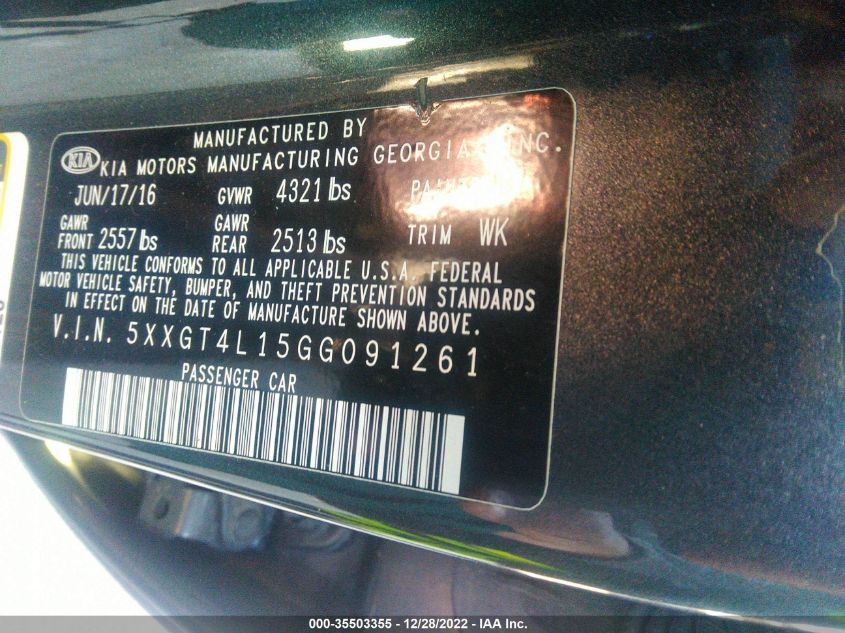 MANUFACTURED BY
KIA
KIA MOTORS MANUFACTURING GEORGIA, INC.
JUN/17/16 GVWR 4321 lbs
GAWR FRONT 2557 lbs GAWR REAR 2513 lbs TRIM WK
THIS VEHICLE CONFORMS TO ALL APPLICABLE U.S.A. FEDERAL
MOTOR VEHICLE SAFETY, BUMPER, AND THEFT PREVENTION STANDARDS
IN EFFECT ON THE DATE OF MANUFACTURE SHOWN ABOVE.
V.I.N. 5XXGT4L15GG091261
PASSENGER CAR
000-35503355 - 12/28/2022 - IAA Inc.